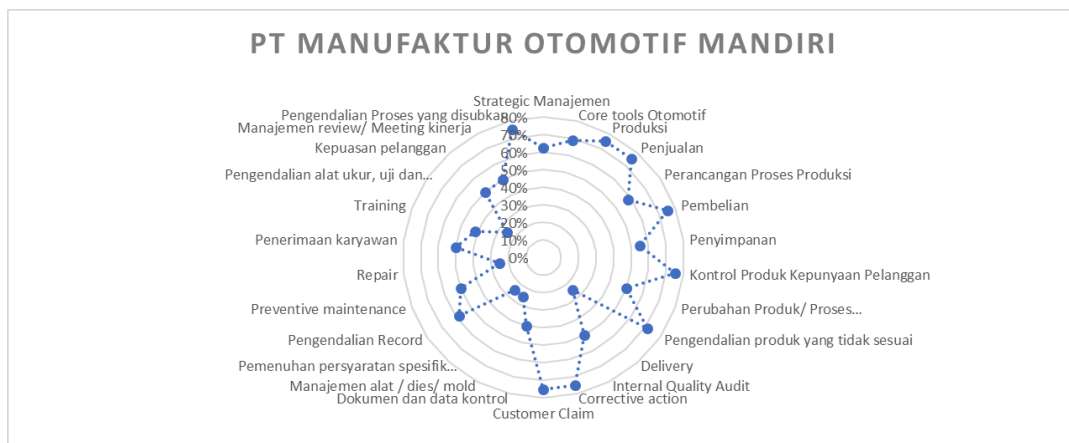 PT MANUFAKTUR OTOMOTIF MANDIRI
Strategic Manajemen
Core tools Otomotif
Produksi
Penjualan
Perancangan Proses Produksi
Pembelian
Penyimpanan
Kontrol Produk Kepunyaan Pelanggan
Perubahan Produk/ Proses…
Pengendalian produk yang tidak sesuai
Delivery
Internal Quality Audit
Corrective action
Customer Claim
Dokumen dan data kontrol
Manajemen alat / dies/ mold
Pemenuhan persyaratan spesifik…
Pengendalian Record
Preventive maintenance
Repair
Penerimaan karyawan
Training
Pengendalian alat ukur, uji dan…
Kepuasan pelanggan
Manajemen review/ Meeting kinerja
Pengendalian Proses yang disubkan
80%
70%
60%
50%
40%
30%
20%
10%
0%